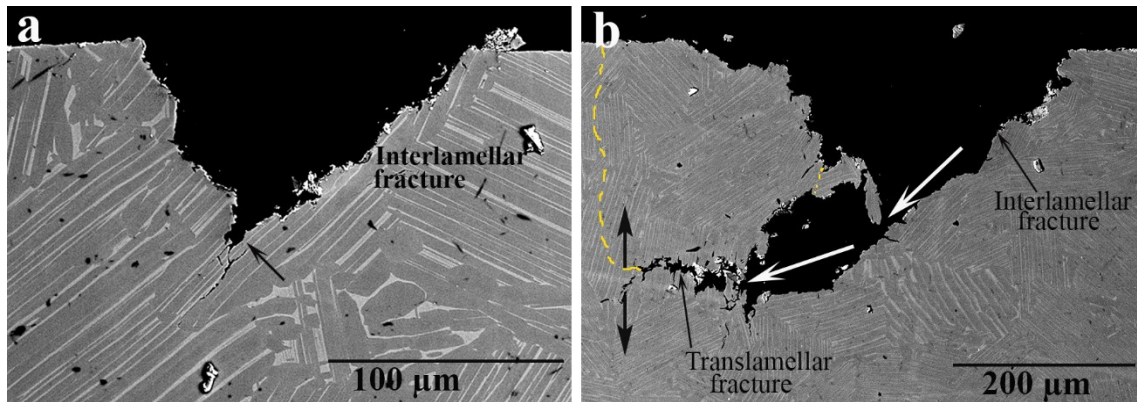 a
Interlamellar
fracture
100 μm
b
Interlamellar
fracture
Translamellar
fracture
200 μm